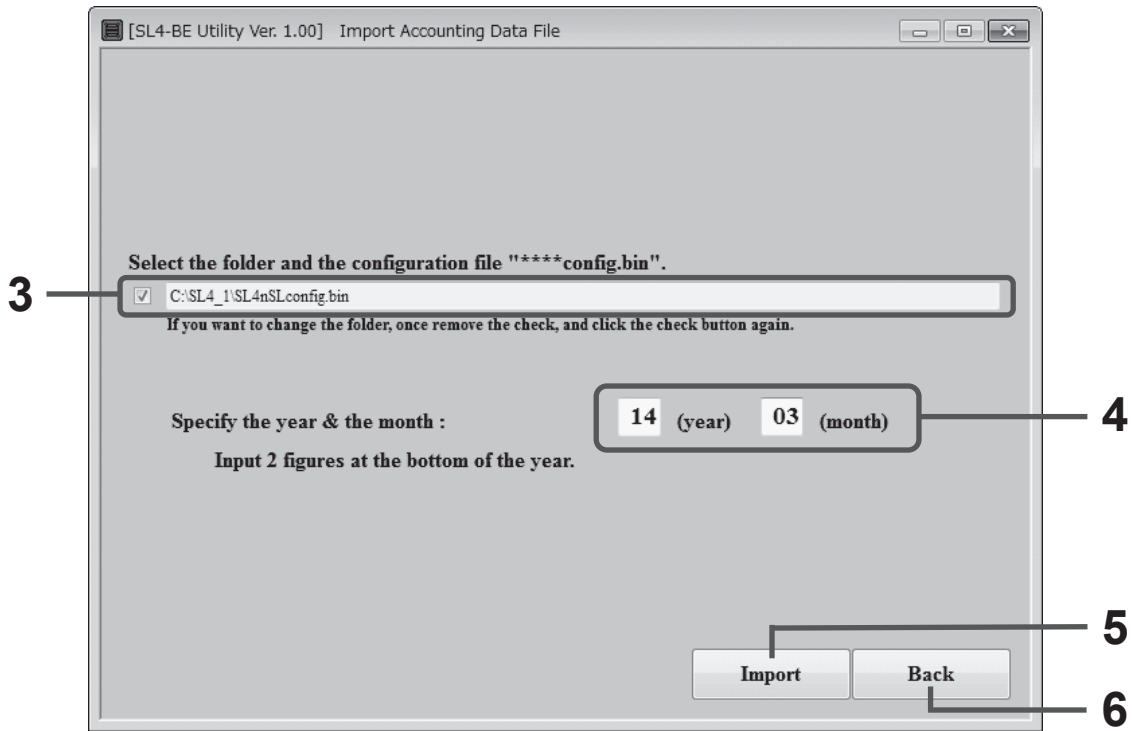 [SL4-BE Utility Ver. 1.00] Import Accounting Data File
Select the folder and the configuration file "****config.bin".
3
C:\SL4_1\SL4nSLconfig.bin
If you want to change the folder, once remove the check, and click the check button again.
Specify the year & the month : 14 (year) 03 (month)
4
Input 2 figures at the bottom of the year.
5
Import Back
6